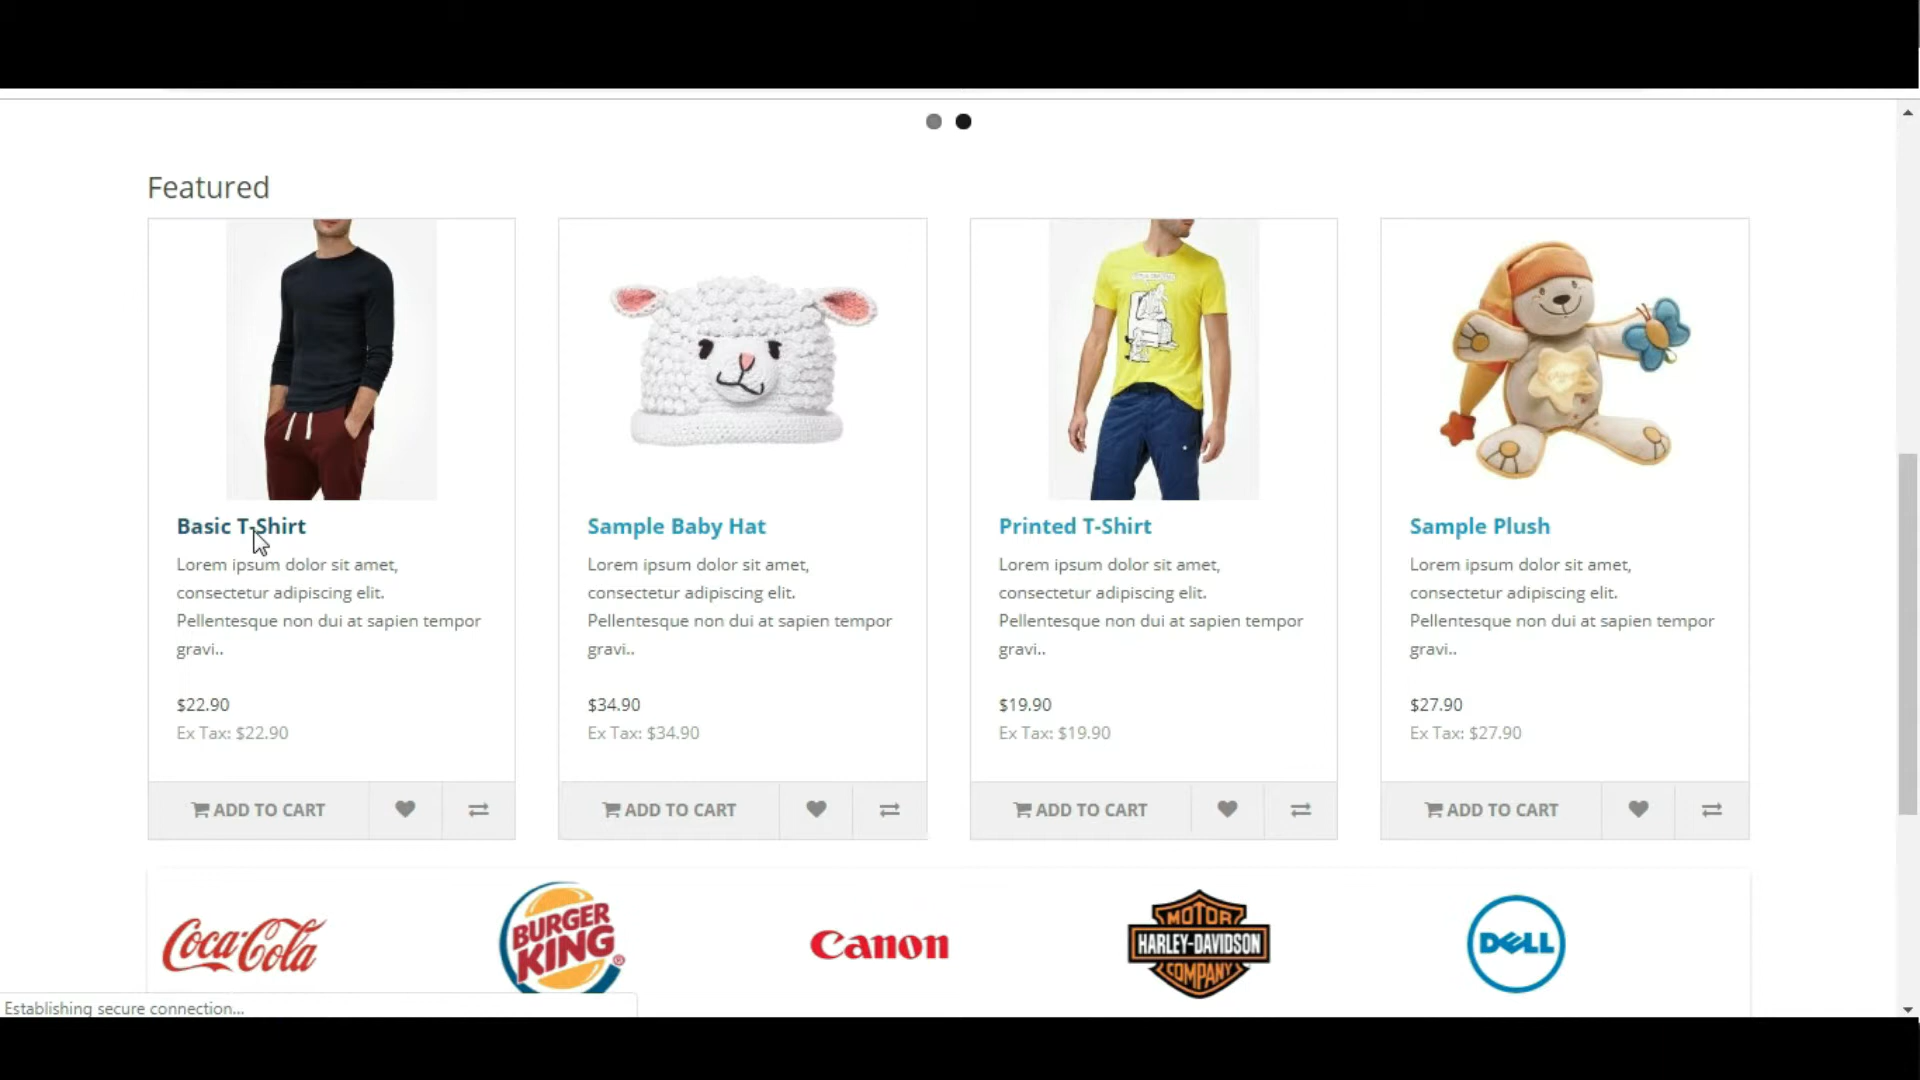 Featured
Basic T-Shirt
Lorem ipsum dolor sit amet,
consectetur adipiscing elit.
Pellentesque non dui at sapien tempor
gravi..
$22.90
Ex Tax: $22.90
ADD TO CART
Sample Baby Hat
Lorem ipsum dolor sit amet,
consectetur adipiscing elit.
Pellentesque non dui at sapien tempor
gravi..
$34.90
Ex Tax: $34.90
ADD TO CART
Printed T-Shirt
Lorem ipsum dolor sit amet,
consectetur adipiscing elit.
Pellentesque non dui at sapien tempor
gravi..
$19.90
Ex Tax: $19.90
ADD TO CART
Sample Plush
Lorem ipsum dolor sit amet,
consectetur adipiscing elit.
Pellentesque non dui at sapien tempor
gravi..
$27.90
Ex Tax: $27.90
ADD TO CART
Coca-Cola
BURGER
KING®
Canon
MOTOR
HARLEY-DAVIDSON
COMPANY
DELL
Establishing secure connection...